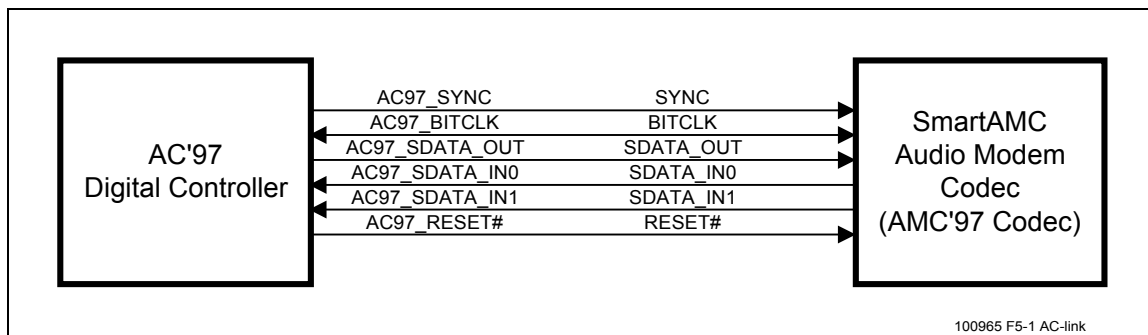 AC'97
Digital Controller
AC97_SYNC SYNC
AC97_BITCLK BITCLK
AC97_SDATA_OUT SDATA_OUT
AC97_SDATA_IN0 SDATA_IN0
AC97_SDATA_IN1 SDATA_IN1
AC97_RESET# RESET#
SmartAMC
Audio Modem
Codec
(AMC'97 Codec)
100965 F5-1 AC-link